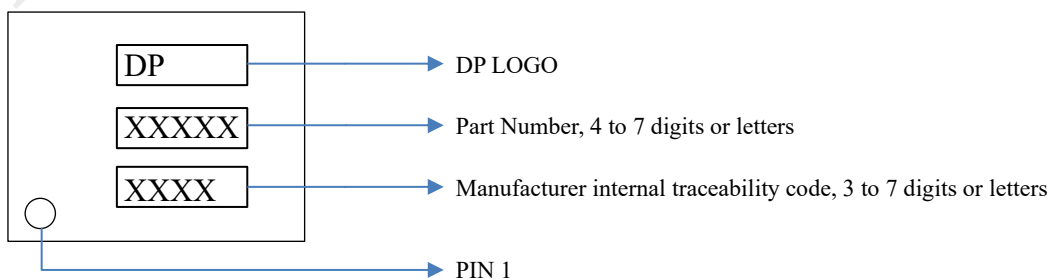 DP
DP LOGO
XXXXX
Part Number, 4 to 7 digits or letters
XXXX
Manufacturer internal traceability code, 3 to 7 digits or letters
PIN 1